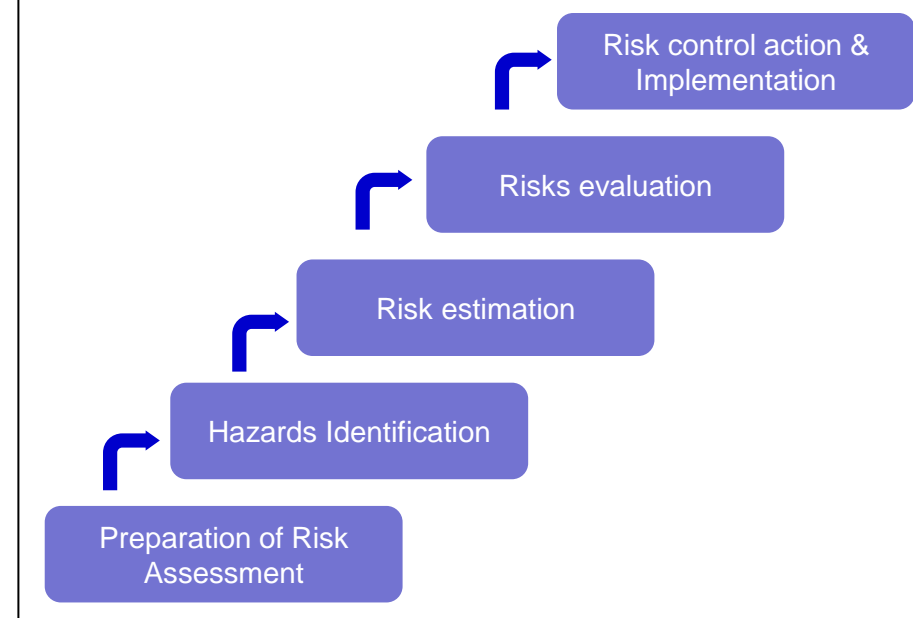 Risk control action &
Implementation
Risks evaluation
Risk estimation
Hazards Identification
Preparation of Risk
Assessment